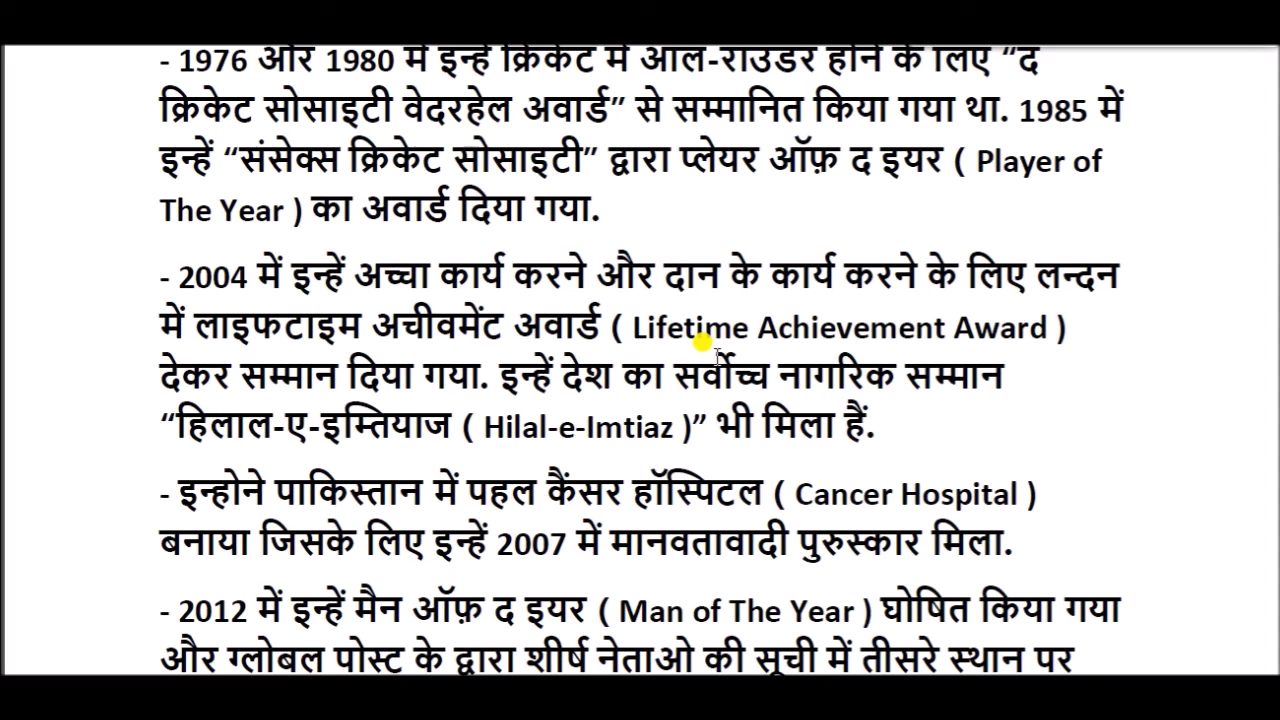 - 1976 और 1980 में इन्हें क्रिकेट में ऑल-राउंडर होने के लिए “द
क्रिकेट सोसाइटी वेदरहेल अवार्ड” से सम्मानित किया गया था. 1985 में
इन्हें “संसेक्स क्रिकेट सोसाइटी” द्वारा प्लेयर ऑफ़ द इयर ( Player of
The Year ) का अवार्ड दिया गया.
- 2004 में इन्हें अच्चा कार्य करने और दान के कार्य करने के लिए लन्दन
में लाइफटाइम अचीवमेंट अवार्ड ( Lifetime Achievement Award )
देकर सम्मान दिया गया. इन्हें देश का सर्वोच्च नागरिक सम्मान
“हिलाल-ए-इम्तियाज ( Hilal-e-Imtiaz )” भी मिला हैं.
- इन्होने पाकिस्तान में पहल कैंसर हॉस्पिटल ( Cancer Hospital )
बनाया जिसके लिए इन्हें 2007 में मानवतावादी पुरुस्कार मिला.
- 2012 में इन्हें मैन ऑफ़ द इयर ( Man of The Year ) घोषित किया गया
और ग्लोबल पोस्ट के द्वारा शीर्ष नेताओ की सूची में तीसरे स्थान पर